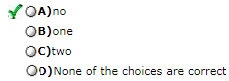 A)no
B)one
C)two
D)None of the choices are correct